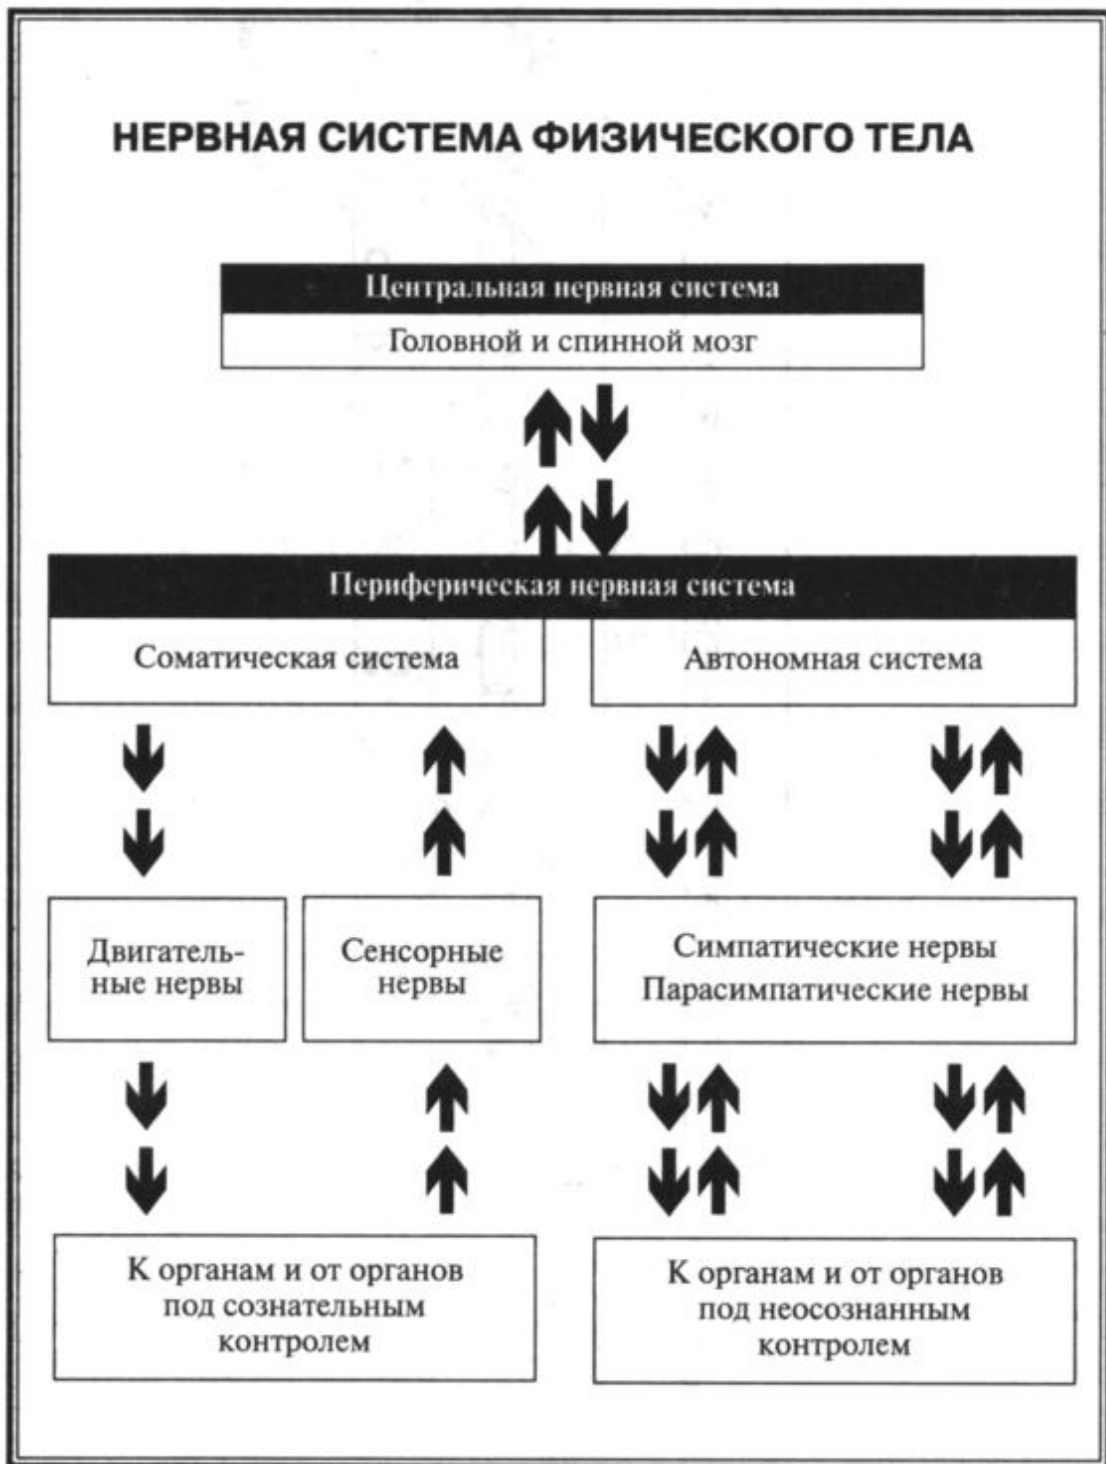 НЕРВНАЯ СИСТЕМА ФИЗИЧЕСКОГО ТЕЛА
Центральная нервная система
Головной и спинной мозг
Периферическая нервная система
Соматическая система
Автономная система
Двигатель-
ные нервы
Сенсорные
нервы
Симпатические нервы
Парасимпатические нервы
К органам и от органов
под сознательным
контролем
К органам и от органов
под неосознанным
контролем